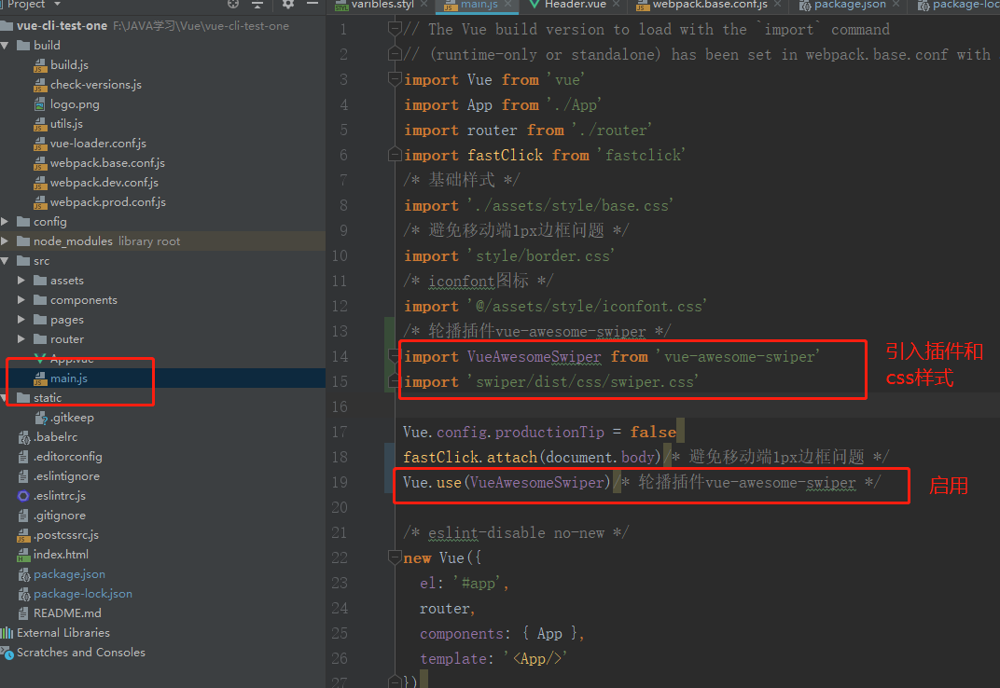 Project
varibles.styl
main.js
Header.vue
webpack.base.conf.js
package.json
package-loc
vue-cli-test-one F:\JAVA学习\Vue\vue-cli-test-one
build
build.js
check-versions.js
logo.png
utils.js
vue-loader.conf.js
webpack.base.conf.js
webpack.dev.conf.js
webpack.prod.conf.js
config
node_modules library root
src
assets
components
pages
router
App.vue
main.js
static
.gitkeep
.babelrc
.editorconfig
.eslintignore
.eslintrc.js
.gitignore
.postcssrc.js
index.html
package.json
package-lock.json
README.md
External Libraries
Scratches and Consoles
1 // The Vue build version to load with the `import` command
2 // (runtime-only or standalone) has been set in webpack.base.conf with
3 import Vue from 'vue'
4 import App from './App'
5 import router from './router'
6 import fastClick from 'fastclick'
7 /* 基础样式 */
8 import './assets/style/base.css'
9 /* 避免移动端1px边框问题 */
10 import 'style/border.css'
11 /* iconfont图标 */
12 import '@/assets/style/iconfont.css'
13 /* 轮播插件vue-awesome-swiper */
14 import VueAwesomeSwiper from 'vue-awesome-swiper'
15 import 'swiper/dist/css/swiper.css'
16
17 Vue.config.productionTip = false
18 fastClick.attach(document.body)/* 避免移动端1px边框问题 */
19 Vue.use(VueAwesomeSwiper)/* 轮播插件vue-awesome-swiper */
20
21 /* eslint-disable no-new */
22 new Vue({
23 el: '#app',
24 router,
25 components: { App },
26 template: '<App/>'
27 })
引入插件和
css样式
启用